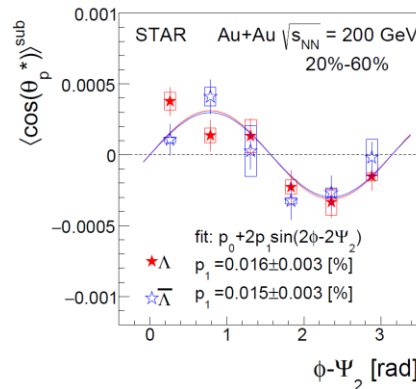 0.001
0.0005
0
−0.0005
−0.001
⟨cos(θp*)⟩^sub
STAR Au+Au √sNN = 200 GeV
20%-60%
fit: p0+2p1sin(2φ-2Ψ2)
Λ p1=0.016±0.003 [%]
Λ̅ p1=0.015±0.003 [%]
0 1 2 3
φ-Ψ2 [rad]